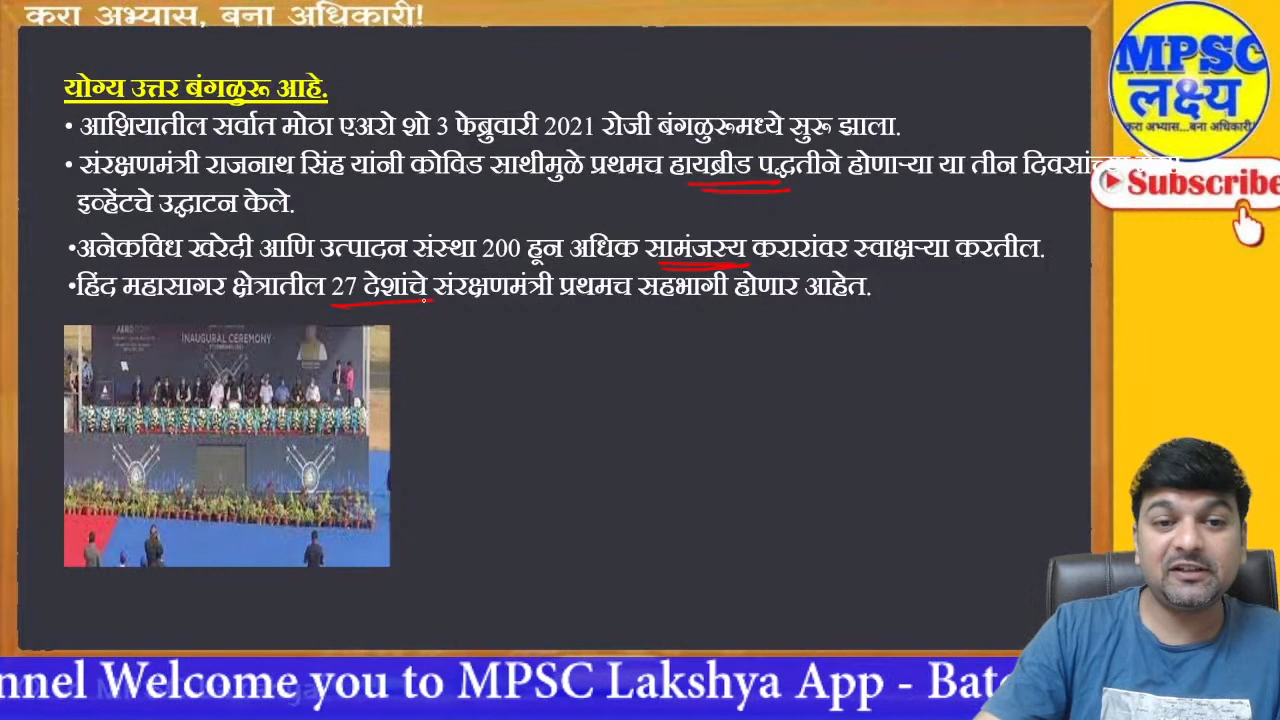 करा अभ्यास, बना अधिकारी!
MPSC
लक्ष्य
करा अभ्यास...बना अधिकारी!
Subscribe
योग्य उत्तर बंगळुरू आहे.
• आशियातील सर्वात मोठा एअरो शो 3 फेब्रुवारी 2021 रोजी बंगळुरूमध्ये सुरू झाला.
• संरक्षणमंत्री राजनाथ सिंह यांनी कोविड साथीमुळे प्रथमच हायब्रीड पद्धतीने होणाऱ्या या तीन
इव्हेंटचे उद्घाटन केले.
•अनेकविध खरेदी आणि उत्पादन संस्था 200 हून अधिक सामंजस्य करारांवर स्वाक्षऱ्या करतील.
•हिंद महासागर क्षेत्रातील 27 देशांचे संरक्षणमंत्री प्रथमच सहभागी होणार आहेत.
INAUGURAL CEREMONY
nnel Welcome you to MPSC Lakshya App - Batc